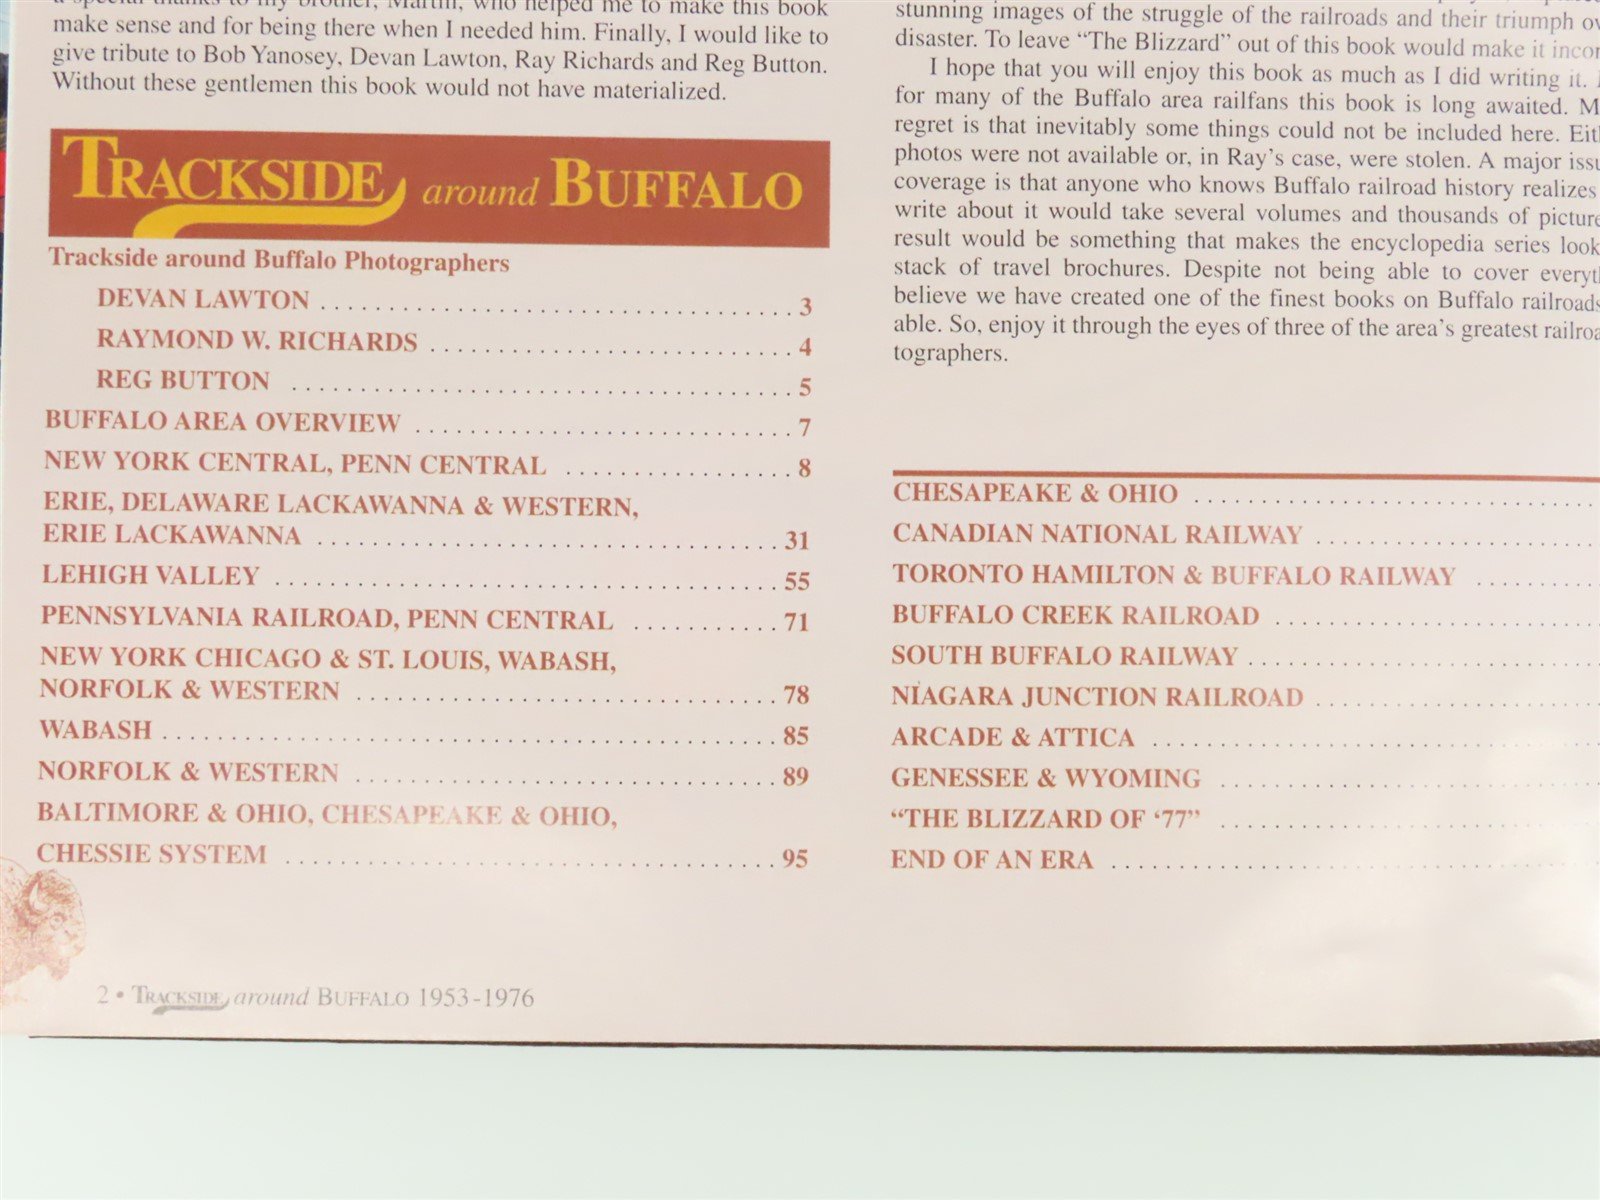 a special thanks to my brother, Martin, who helped me to make this book
make sense and for being there when I needed him. Finally, I would like to
give tribute to Bob Yanosey, Devan Lawton, Ray Richards and Reg Button.
Without these gentlemen this book would not have materialized.
TRACKSIDE around BUFFALO
Trackside around Buffalo Photographers
DEVAN LAWTON . . . . . . . . . . . . . . . . . . . . . . . . . . . . . . . . . . . 3
RAYMOND W. RICHARDS . . . . . . . . . . . . . . . . . . . . . . . . . . . 4
REG BUTTON . . . . . . . . . . . . . . . . . . . . . . . . . . . . . . . . . . . . . 5
BUFFALO AREA OVERVIEW . . . . . . . . . . . . . . . . . . . . . . . . . . . . 7
NEW YORK CENTRAL, PENN CENTRAL . . . . . . . . . . . . . . . . . 8
ERIE, DELAWARE LACKAWANNA & WESTERN,
ERIE LACKAWANNA . . . . . . . . . . . . . . . . . . . . . . . . . . . . . . . . . . 31
LEHIGH VALLEY . . . . . . . . . . . . . . . . . . . . . . . . . . . . . . . . . . . . . 55
PENNSYLVANIA RAILROAD, PENN CENTRAL . . . . . . . . . . . 71
NEW YORK CHICAGO & ST. LOUIS, WABASH,
NORFOLK & WESTERN . . . . . . . . . . . . . . . . . . . . . . . . . . . . . . . 78
WABASH . . . . . . . . . . . . . . . . . . . . . . . . . . . . . . . . . . . . . . . . . . . . . 85
NORFOLK & WESTERN . . . . . . . . . . . . . . . . . . . . . . . . . . . . . . . 89
BALTIMORE & OHIO, CHESAPEAKE & OHIO,
CHESSIE SYSTEM . . . . . . . . . . . . . . . . . . . . . . . . . . . . . . . . . . . . 95
2 • TRACKSIDE around BUFFALO 1953-1976
stunning images of the struggle of the railroads and their triumph
disaster. To leave “The Blizzard” out of this book would make it
I hope that you will enjoy this book as much as I did writing it.
for many of the Buffalo area railfans this book is long awaited.
regret is that inevitably some things could not be included here.
photos were not available or, in Ray's case, were stolen. A major
coverage is that anyone who knows Buffalo railroad history realizes
write about it would take several volumes and thousands of
result would be something that makes the encyclopedia series look
stack of travel brochures. Despite not being able to cover
believe we have created one of the finest books on Buffalo
able. So, enjoy it through the eyes of three of the area's greatest
tographers.
CHESAPEAKE & OHIO . . . . . . . . . . . . . . . . . . . . . . . . . . . . . .
CANADIAN NATIONAL RAILWAY . . . . . . . . . . . . . . . . . . . . .
TORONTO HAMILTON & BUFFALO RAILWAY . . . . . . . . .
BUFFALO CREEK RAILROAD . . . . . . . . . . . . . . . . . . . . . . . .
SOUTH BUFFALO RAILWAY . . . . . . . . . . . . . . . . . . . . . . . . . .
NIAGARA JUNCTION RAILROAD . . . . . . . . . . . . . . . . . . . . .
ARCADE & ATTICA . . . . . . . . . . . . . . . . . . . . . . . . . . . . . . . . .
GENESSEE & WYOMING . . . . . . . . . . . . . . . . . . . . . . . . . . . .
“THE BLIZZARD OF ‘77” . . . . . . . . . . . . . . . . . . . . . . . . . . . .
END OF AN ERA . . . . . . . . . . . . . . . . . . . . . . . . . . . . . . . . . . . .